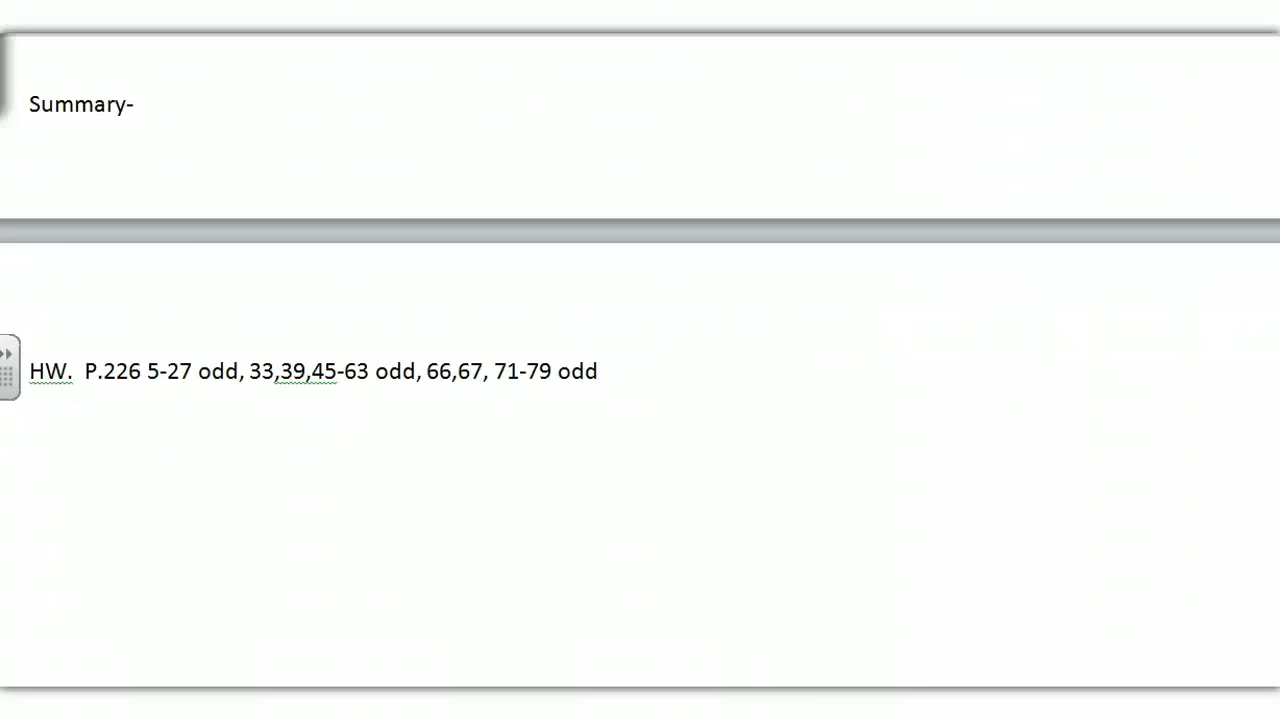 Summary-
HW.  P.226 5-27 odd, 33,39,45-63 odd, 66,67, 71-79 odd